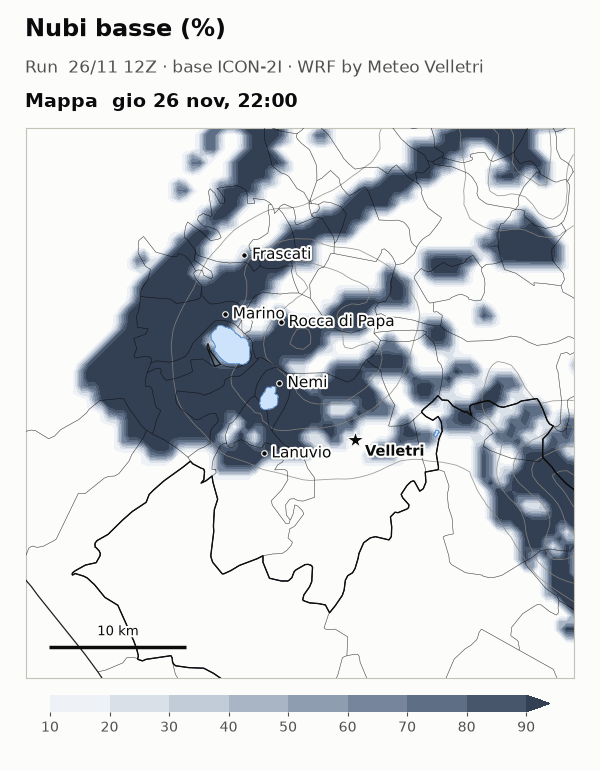 Nubi basse (%)
Run  26/11 12Z · base ICON-2I · WRF by Meteo Velletri
Mappa  gio 26 nov, 22:00
Frascati
Marino
Rocca di Papa
Nemi
Velletri
Lanuvio
10 km
10 20 30 40 50 60 70 80 90